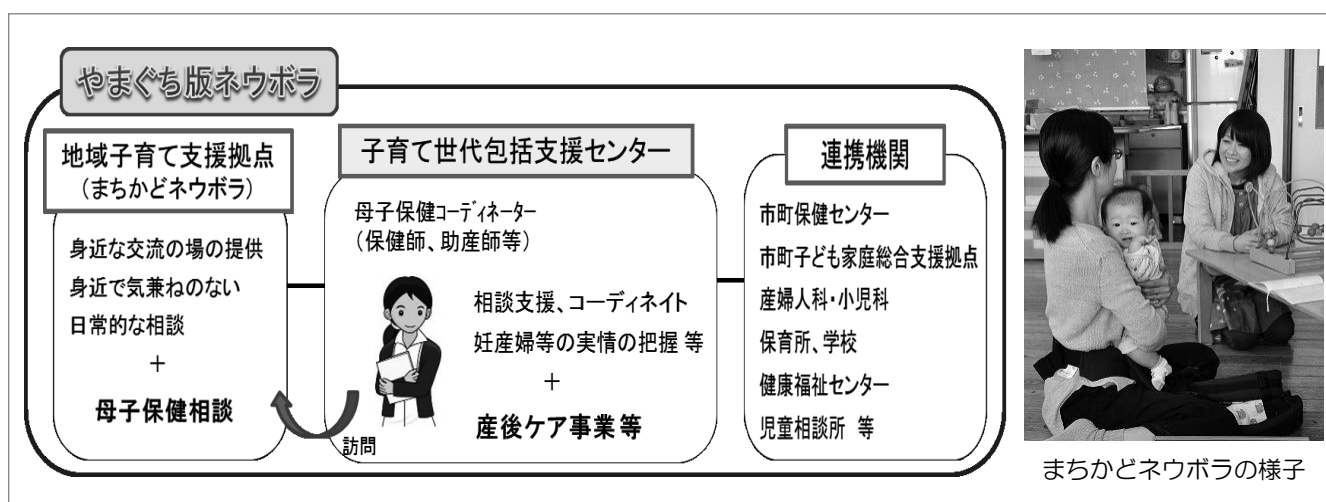 やまぐち版ネウボラ
地域子育て支援拠点
（まちかどネウボラ）
身近な交流の場の提供
身近で気兼ねのない
日常的な相談
＋
母子保健相談
子育て世代包括支援センター
母子保健ｺｰﾃﾞｨﾈｰﾀｰ
（保健師、助産師等）
相談支援、コーディネイト
妊産婦等の実情の把握 等
＋
産後ケア事業等
訪問
連携機関
市町保健センター
市町子ども家庭総合支援拠点
産婦人科・小児科
保育所、学校
健康福祉センター
児童相談所 等
まちかどネウボラの様子